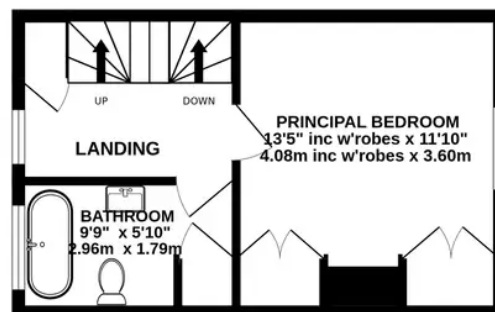 UP
DOWN
LANDING
PRINCIPAL BEDROOM
13'5" inc w'robes x 11'10"
4.08m inc w'robes x 3.60m
BATHROOM
9'9" x 5'10"
2.96m x 1.79m